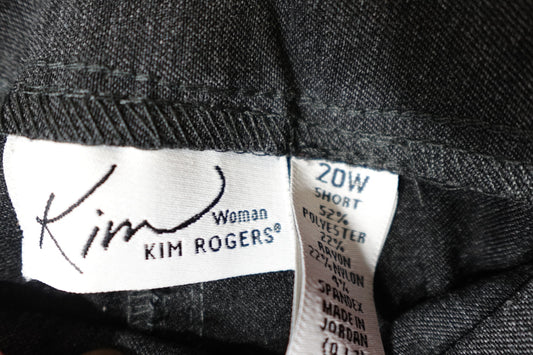 Kim
Woman
KIM ROGERS®
20W
SHORT
52%
POLYESTER
22%
RAYON
22% NYLON
4%
SPANDEX
MADE IN
JORDAN